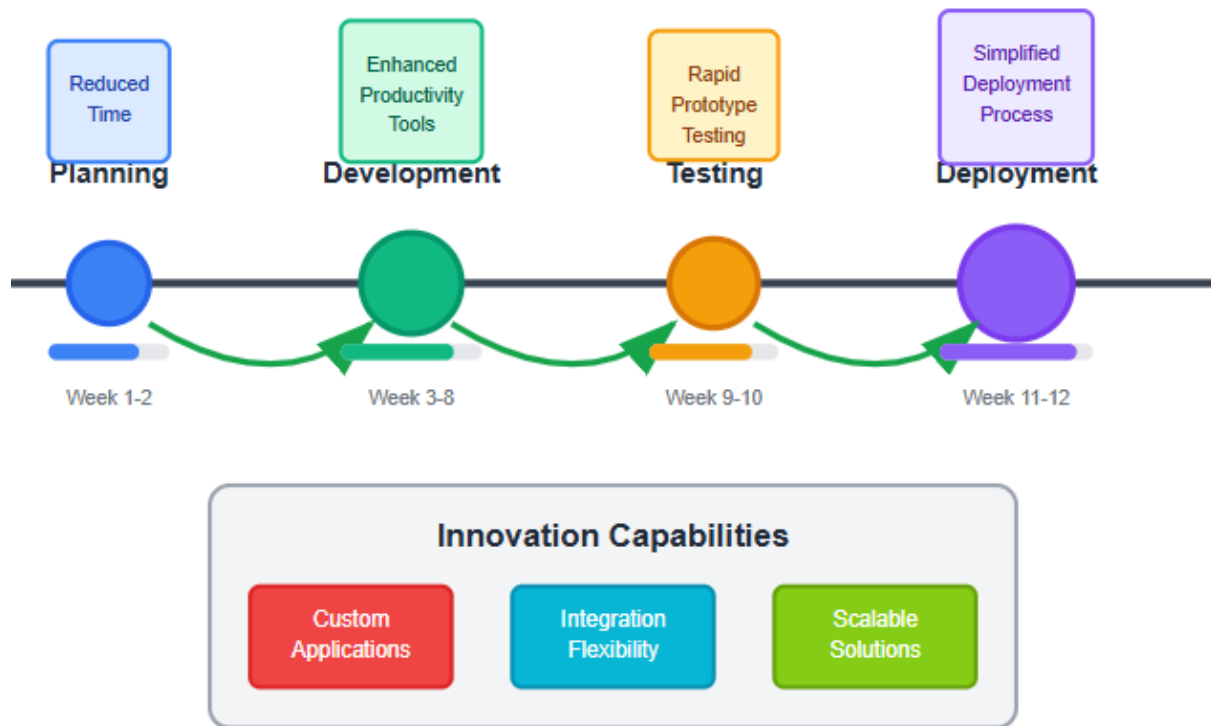 Reduced
Time
Enhanced
Productivity
Tools
Rapid
Prototype
Testing
Simplified
Deployment
Process
Planning
Development
Testing
Deployment
Week 1-2
Week 3-8
Week 9-10
Week 11-12
Innovation Capabilities
Custom
Applications
Integration
Flexibility
Scalable
Solutions